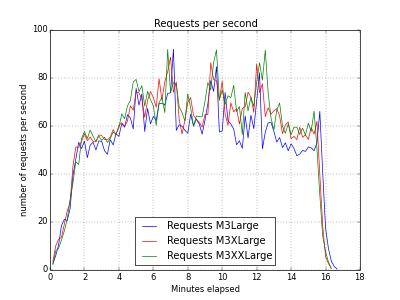 Requests per second
100
80
60
40
20
0
number of requests per second
Requests M3Large
Requests M3XLarge
Requests M3XXLarge
0 2 4 6 8 10 12 14 16 18
Minutes elapsed